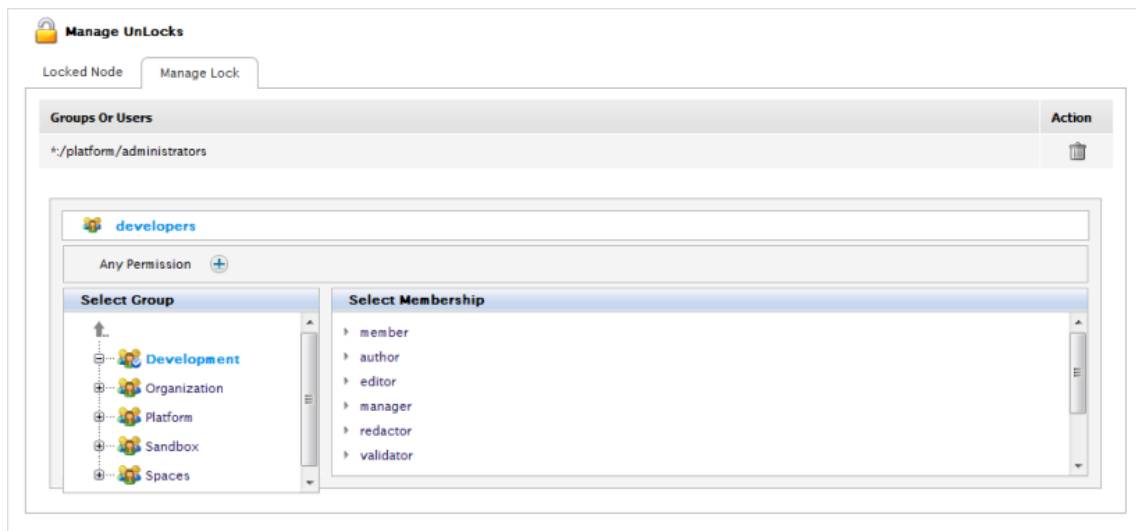 Manage UnLocks
Locked Node
Manage Lock
Groups Or Users
Action
*:/platform/administrators
developers
Any Permission
Select Group
Select Membership
..
Development
Organization
Platform
Sandbox
Spaces
member
author
editor
manager
redactor
validator